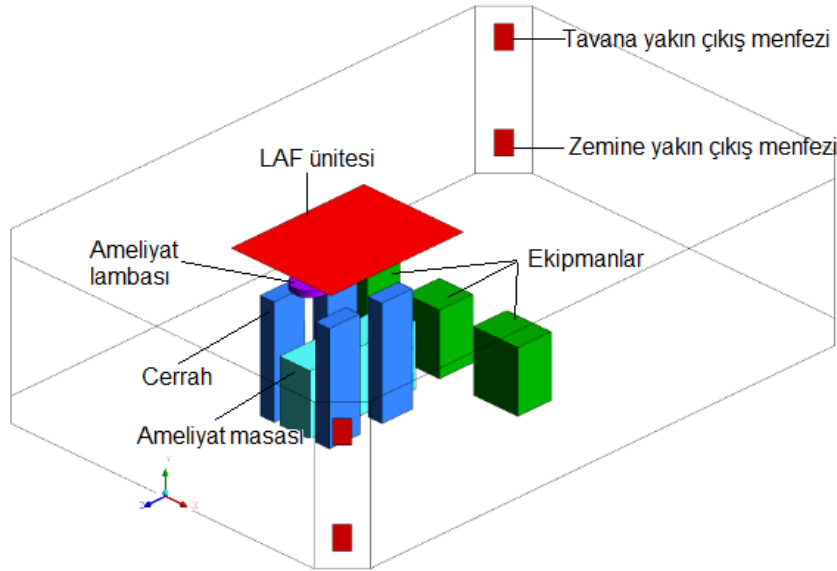 Tavana yakın çıkış menfezi
Zemine yakın çıkış menfezi
LAF ünitesi
Ameliyat
lambası
Ekipmanlar
Cerrah
Ameliyat masası
Y
X
Z